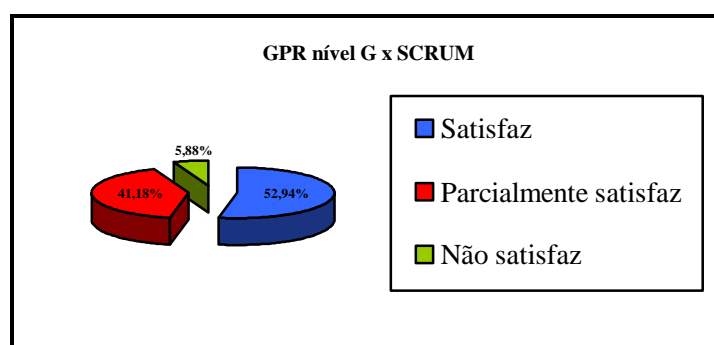 GPR nível G x SCRUM
5,88%
41,18%
52,94%
Satisfaz
Parcialmente satisfaz
Não satisfaz